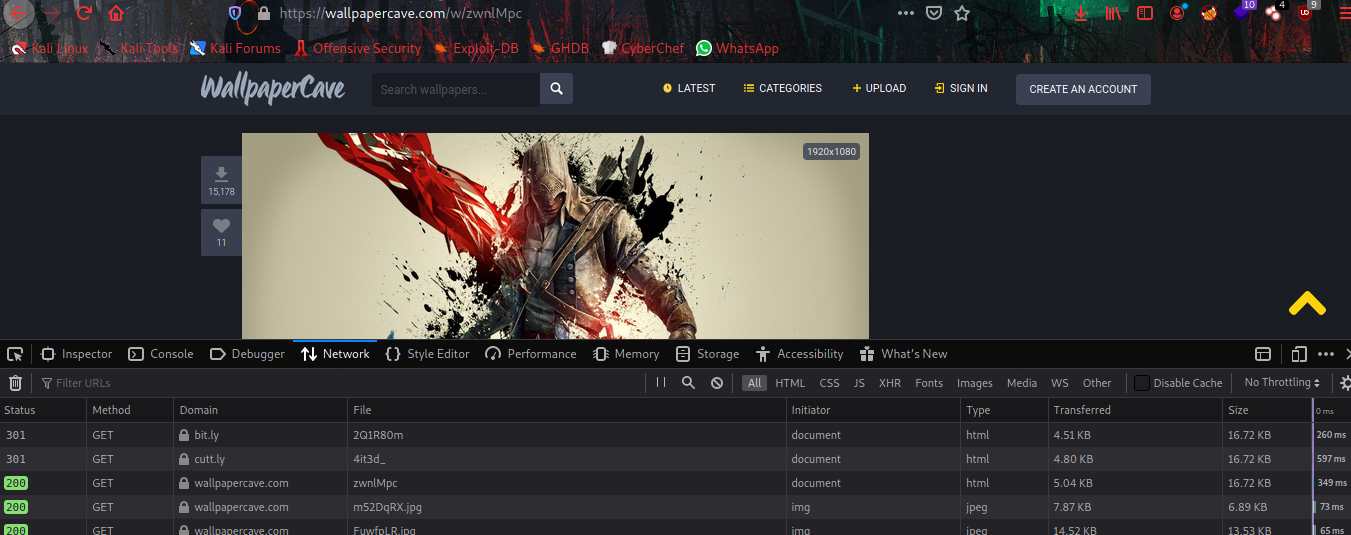 https://wallpapercave.com/w/zwnlMpc
10 4 9
Kali Linux Kali Tools Kali Forums Offensive Security Exploit-DB GHDB CyberChef WhatsApp
WallpaperCave Search wallpapers... LATEST CATEGORIES UPLOAD SIGN IN CREATE AN ACCOUNT
1920x1080
15,178
11
Inspector Console Debugger Network Style Editor Performance Memory Storage Accessibility What's New
Filter URLs All HTML CSS JS XHR Fonts Images Media WS Other Disable Cache No Throttling
Status Method Domain File Initiator Type Transferred Size 0 ms
301 GET bit.ly 2Q1R80m document html 4.51 KB 16.72 KB 260 ms
301 GET cutt.ly 4it3d_ document html 4.80 KB 16.72 KB 597 ms
200 GET wallpapercave.com zwnlMpc document html 5.04 KB 16.72 KB 349 ms
200 GET wallpapercave.com m52DqRX.jpg img jpeg 7.87 KB 6.89 KB 73 ms
200 GET wallpapercave.com FuwfpLR.jpg img jpeg 14.52 KB 13.53 KB 65 ms